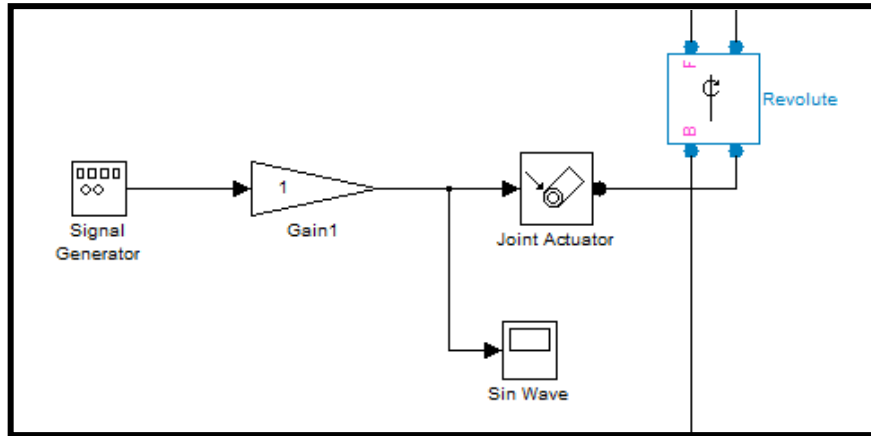 F
B
Revolute
1
Signal
Generator
Gain1
Joint Actuator
Sin Wave